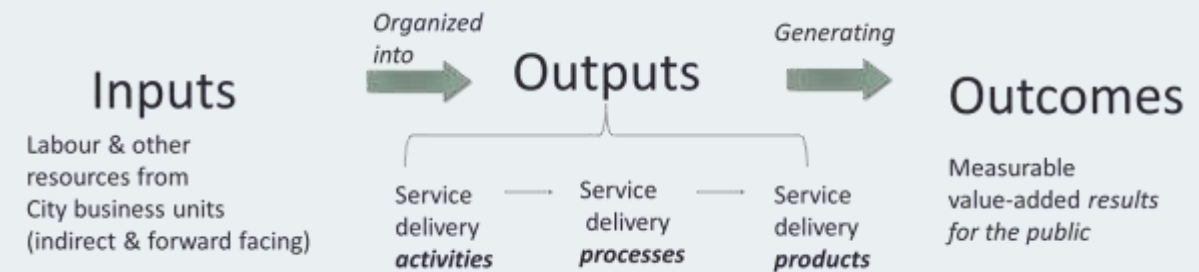 Inputs
Labour & other
resources from
City business units
(indirect & forward facing)
Organized
into
Outputs
Service
delivery
activities
Service
delivery
processes
Service
delivery
products
Generating
Outcomes
Measurable
value-added results
for the public